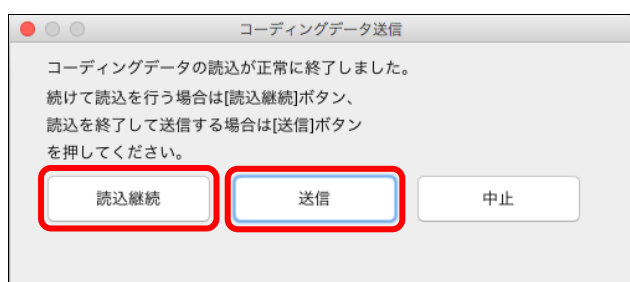 コーディングデータ送信
コーディングデータの読込が正常に終了しました。
続けて読込を行う場合は[読込継続]ボタン、
読込を終了して送信する場合は[送信]ボタン
を押してください。
読込継続
送信
中止